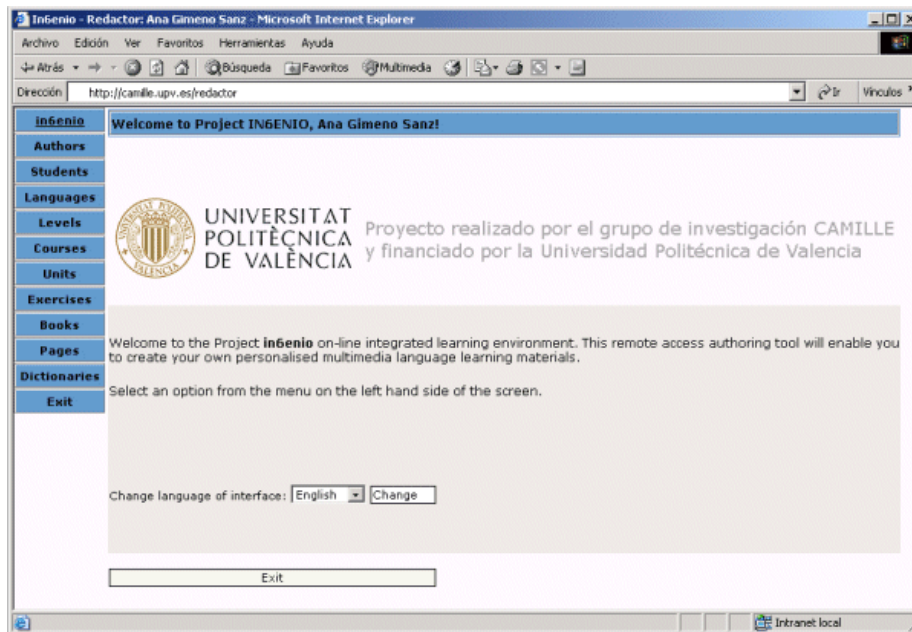 In6enio - Redactor: Ana Gimeno Sanz - Microsoft Internet Explorer
Archivo Edición Ver Favoritos Herramientas Ayuda
Atrás Búsqueda Favoritos Multimedia
Dirección http://camille.upv.es/redactor Ir Vínculos
in6enio
Authors
Students
Languages
Levels
Courses
Units
Exercises
Books
Pages
Dictionaries
Exit
Welcome to Project IN6ENIO, Ana Gimeno Sanz!
UNIVERSITAT
POLITÈCNICA
DE VALÈNCIA
Proyecto realizado por el grupo de investigación CAMILLE
y financiado por la Universidad Politécnica de Valencia
Welcome to the Project in6enio on-line integrated learning environment. This remote access authoring tool will enable you
to create your own personalised multimedia language learning materials.
Select an option from the menu on the left hand side of the screen.
Change language of interface: English Change
Exit
Intranet local